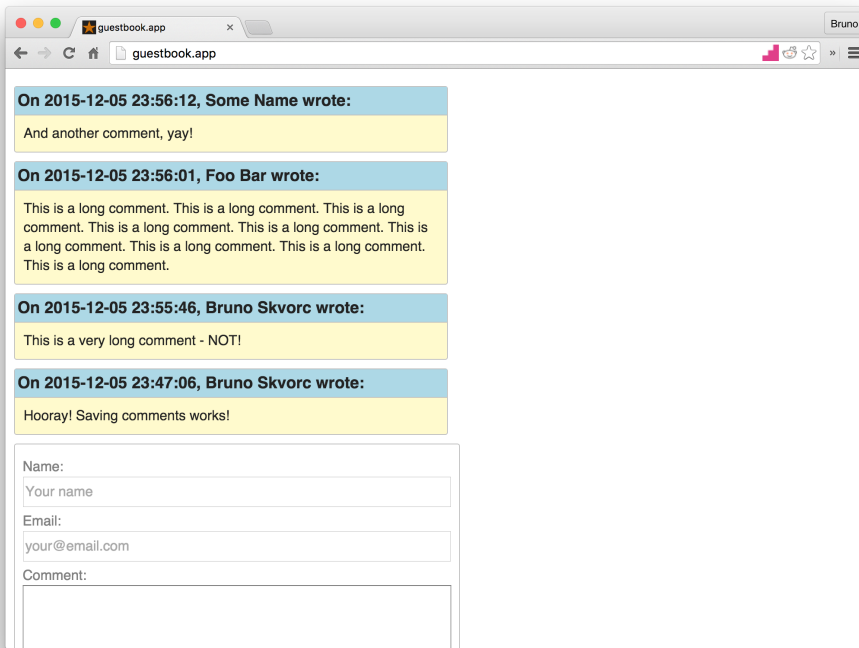 guestbook.app
Bruno
guestbook.app
On 2015-12-05 23:56:12, Some Name wrote:
And another comment, yay!
On 2015-12-05 23:56:01, Foo Bar wrote:
This is a long comment. This is a long comment. This is a long
comment. This is a long comment. This is a long comment. This is
a long comment. This is a long comment. This is a long comment.
This is a long comment.
On 2015-12-05 23:55:46, Bruno Skvorc wrote:
This is a very long comment - NOT!
On 2015-12-05 23:47:06, Bruno Skvorc wrote:
Hooray! Saving comments works!
Name:
Your name
Email:
your@email.com
Comment: